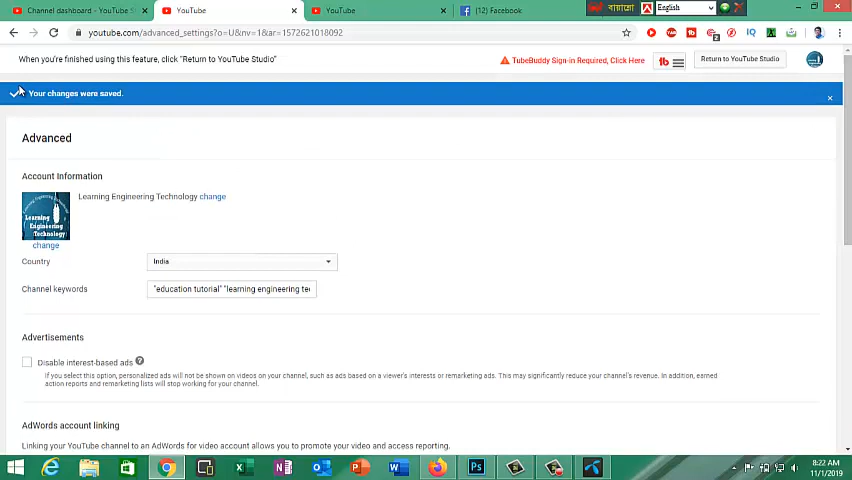 Channel dashboard - YouTube S
YouTube
YouTube
(12) Facebook
English
youtube.com/advanced_settings?o=U&nv=1&ar=1572621018092
When you're finished using this feature, click "Return to YouTube Studio"
TubeBuddy Sign-in Required, Click Here
Return to YouTube Studio
Your changes were saved.
Advanced
Account Information
Learning Engineering Technology change
Learning
Engineering
Technology
change
Country
India
Channel keywords
"education tutorial" "learning engineering te
Advertisements
Disable interest-based ads
If you select this option, personalized ads will not be shown on videos on your channel, such as ads based on a viewer's interests or remarketing ads. This may significantly reduce your channel's revenue. In addition, earned
action reports and remarketing lists will stop working for your channel.
AdWords account linking
Linking your YouTube channel to an AdWords for video account allows you to promote your video and access reporting.
8:22 AM
11/1/2019